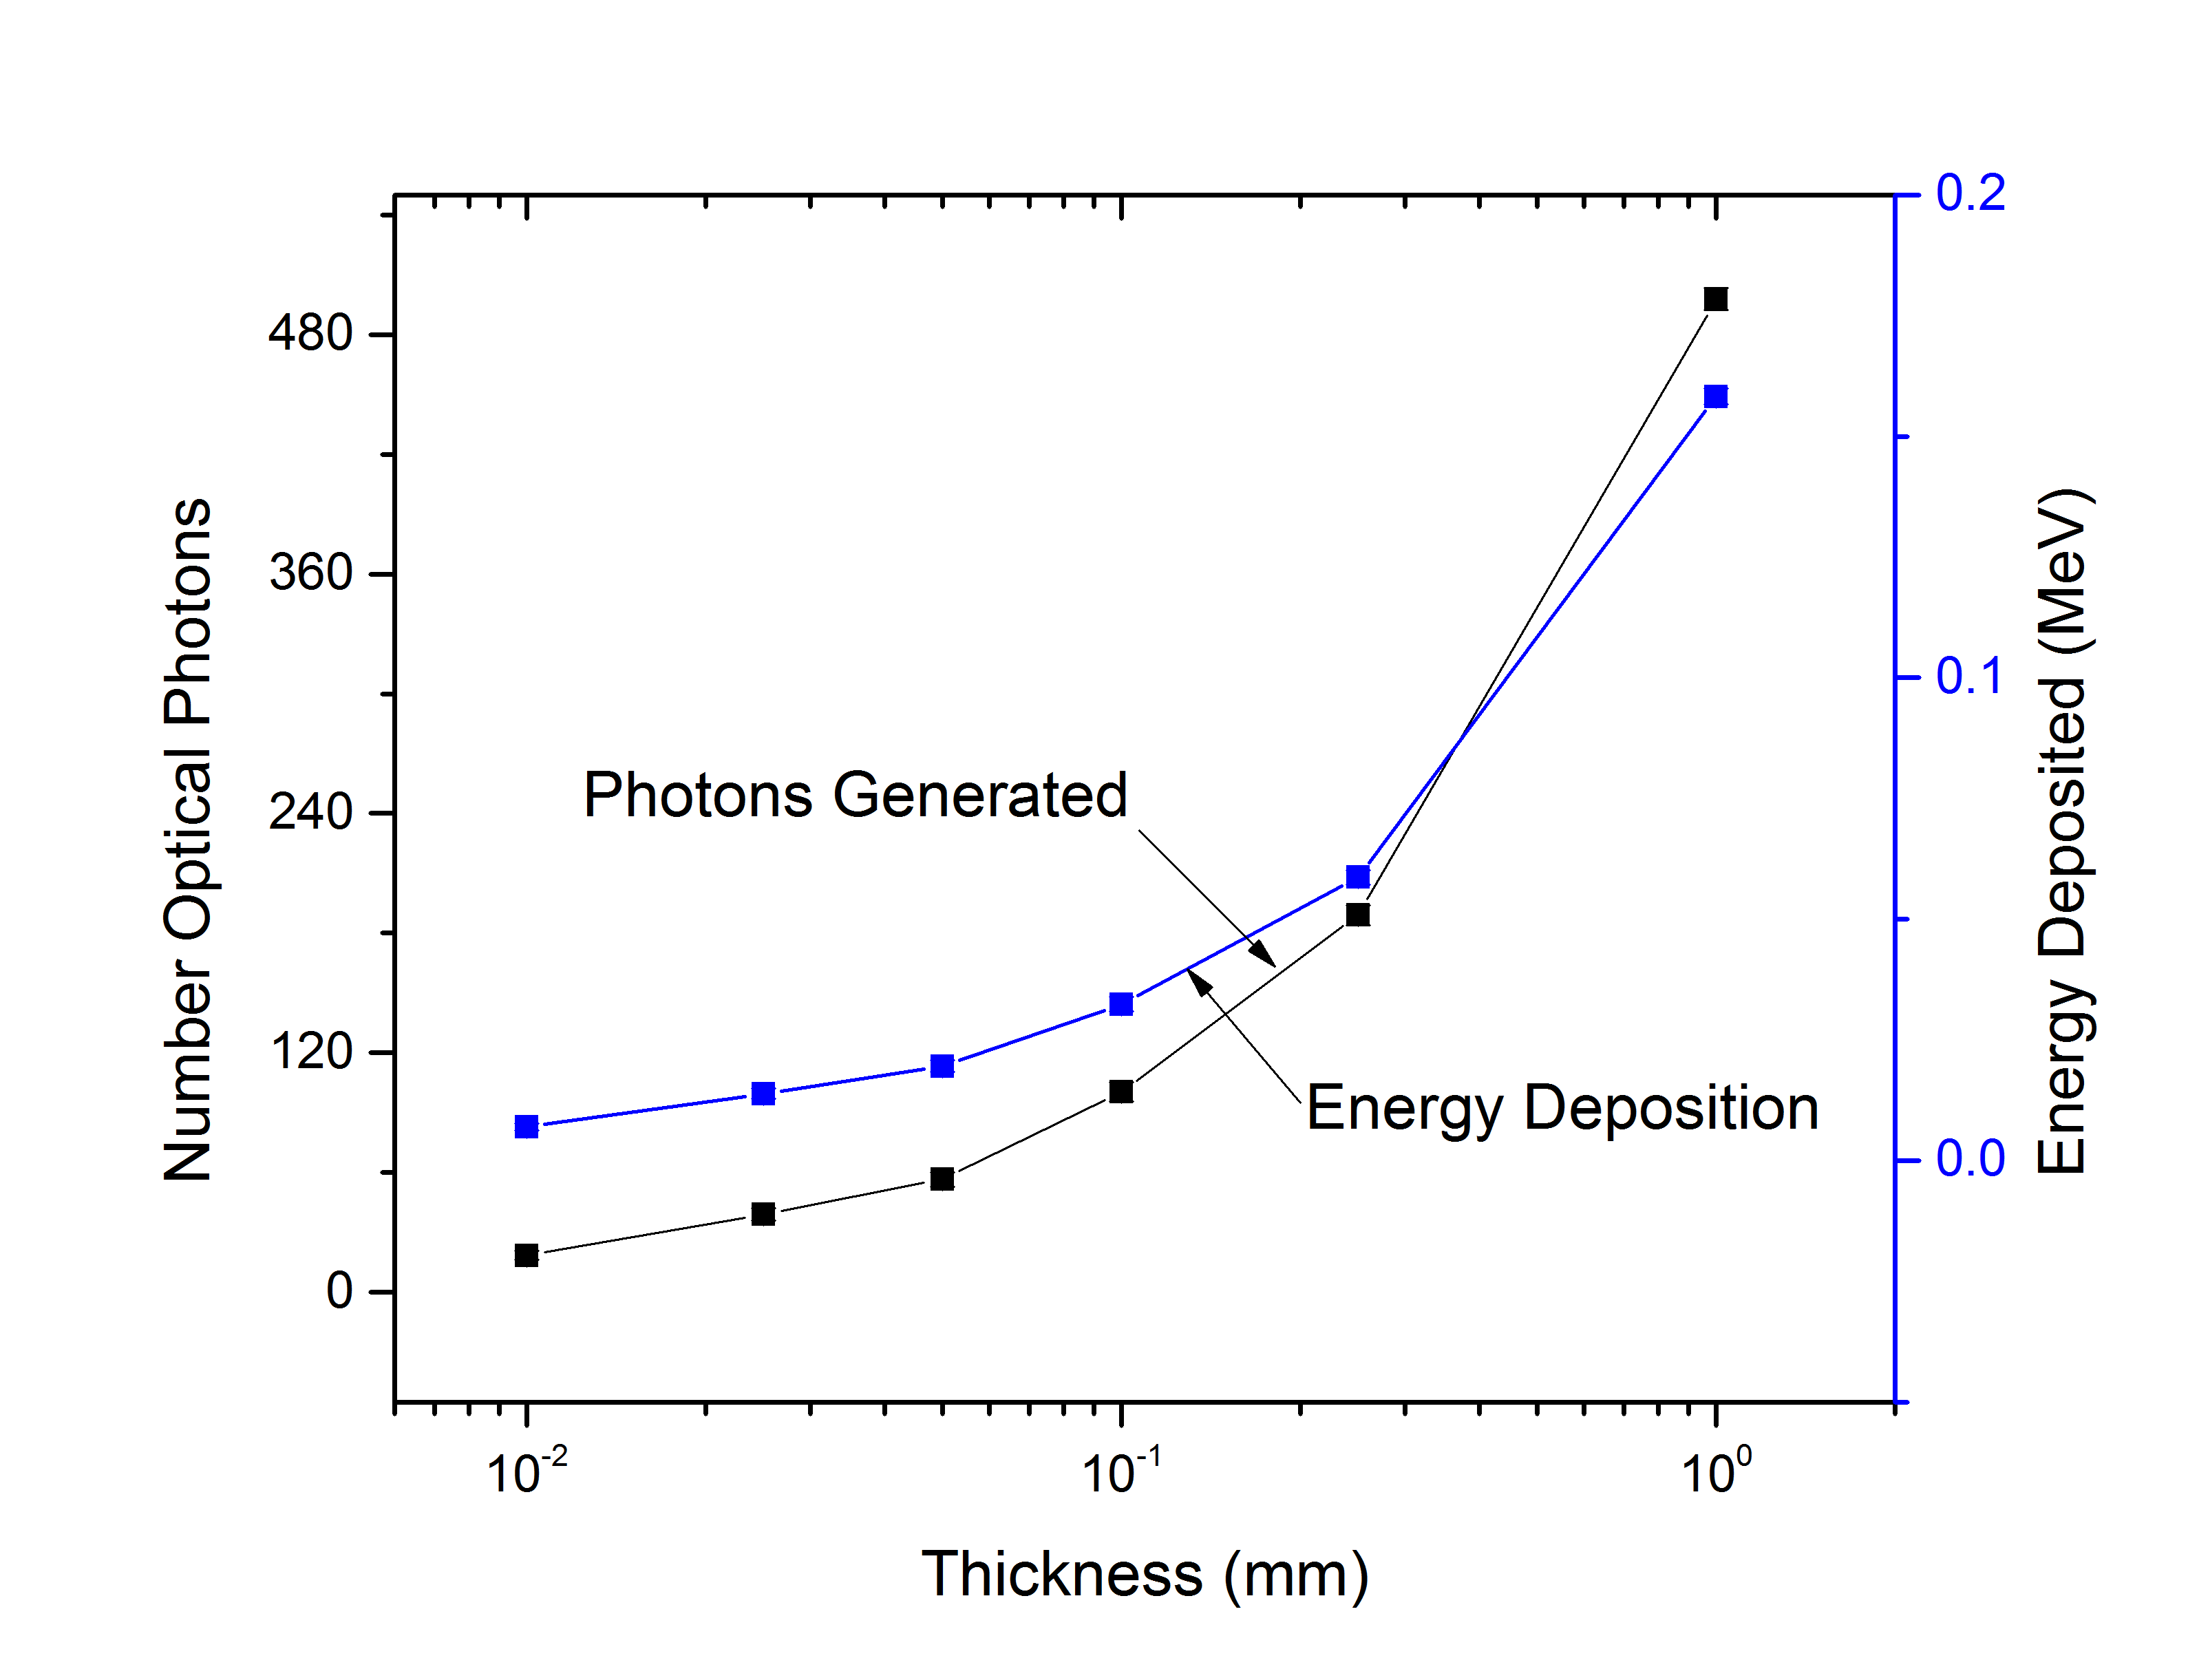 0.2
480
360
240
120
0
Number Optical Photons
Photons Generated
Energy Deposition
0.1
0.0
Energy Deposited (MeV)
10⁻² 10⁻¹ 10⁰
Thickness (mm)